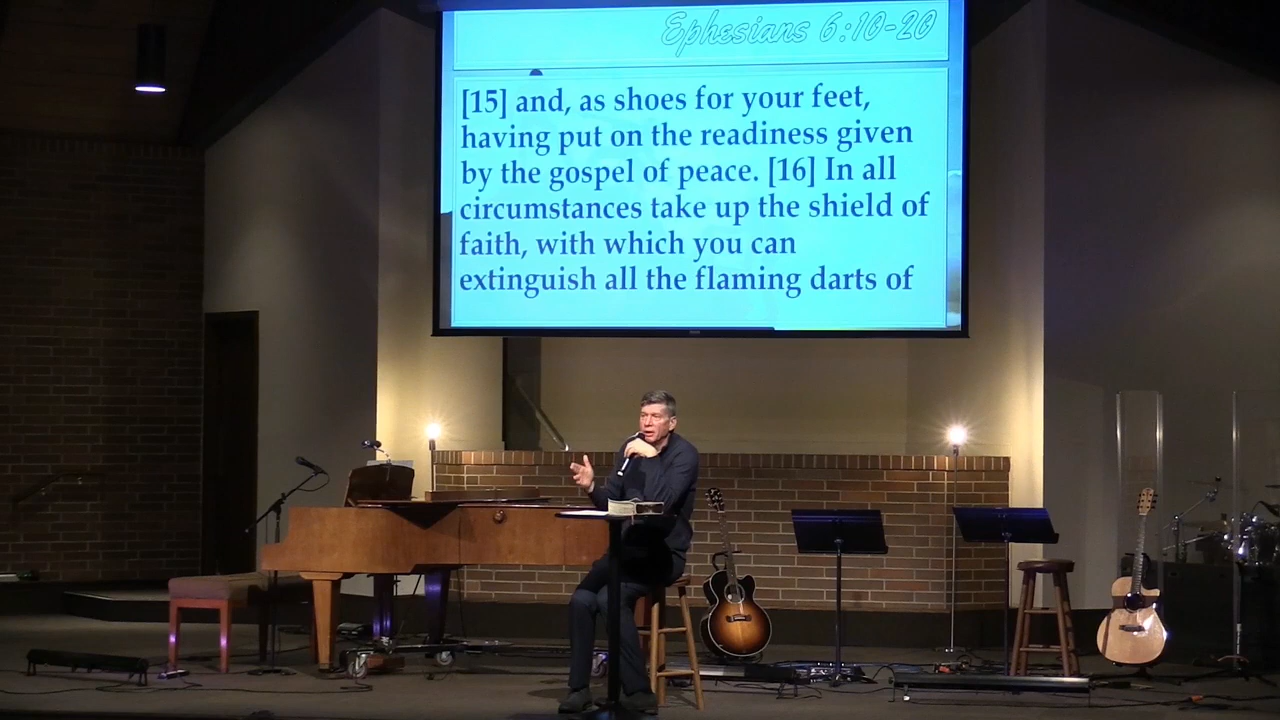 Ephesians 6:10-20
[15] and, as shoes for your feet,
having put on the readiness given
by the gospel of peace. [16] In all
circumstances take up the shield of
faith, with which you can
extinguish all the flaming darts of